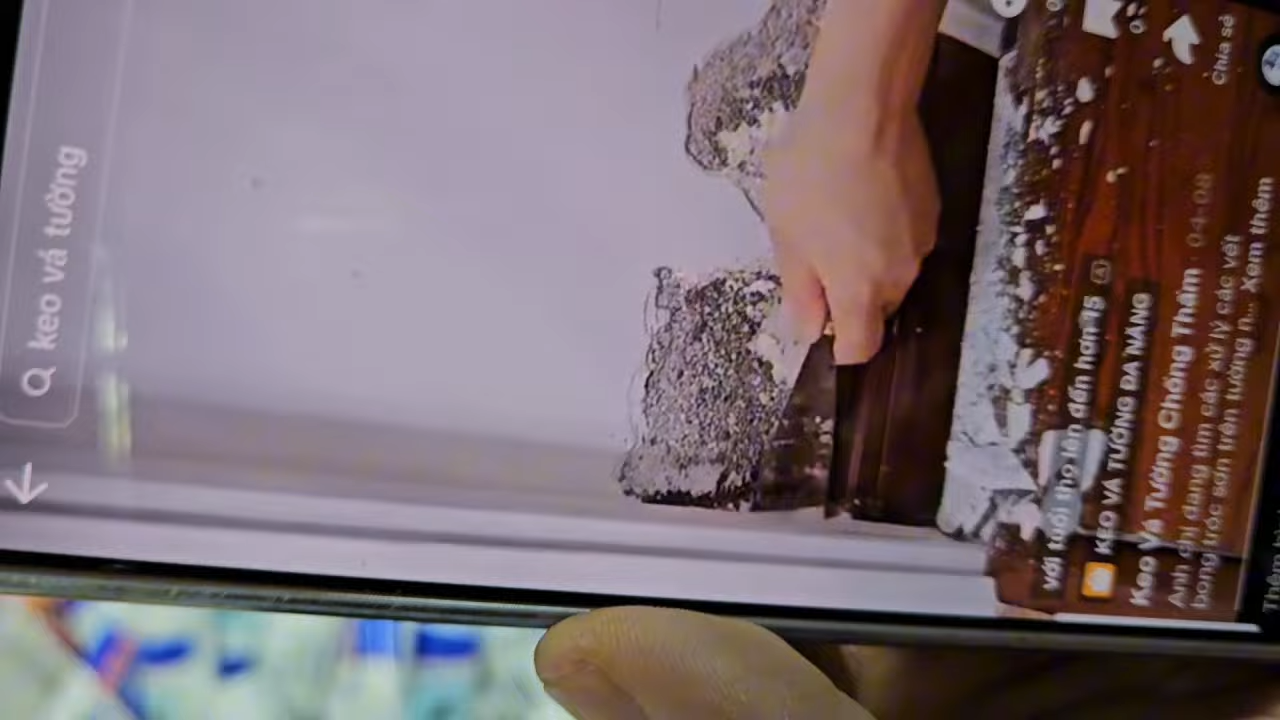 keo vá tường
Chia sẻ
với tuổi thọ lên đến hơn 15
KEO VÁ TƯỜNG ĐA NĂNG
Keo Vá Tường Chống Thấm · 04-08
Anh chị đang tìm các xử lý các vết
bong tróc sơn trên tường n... Xem thêm